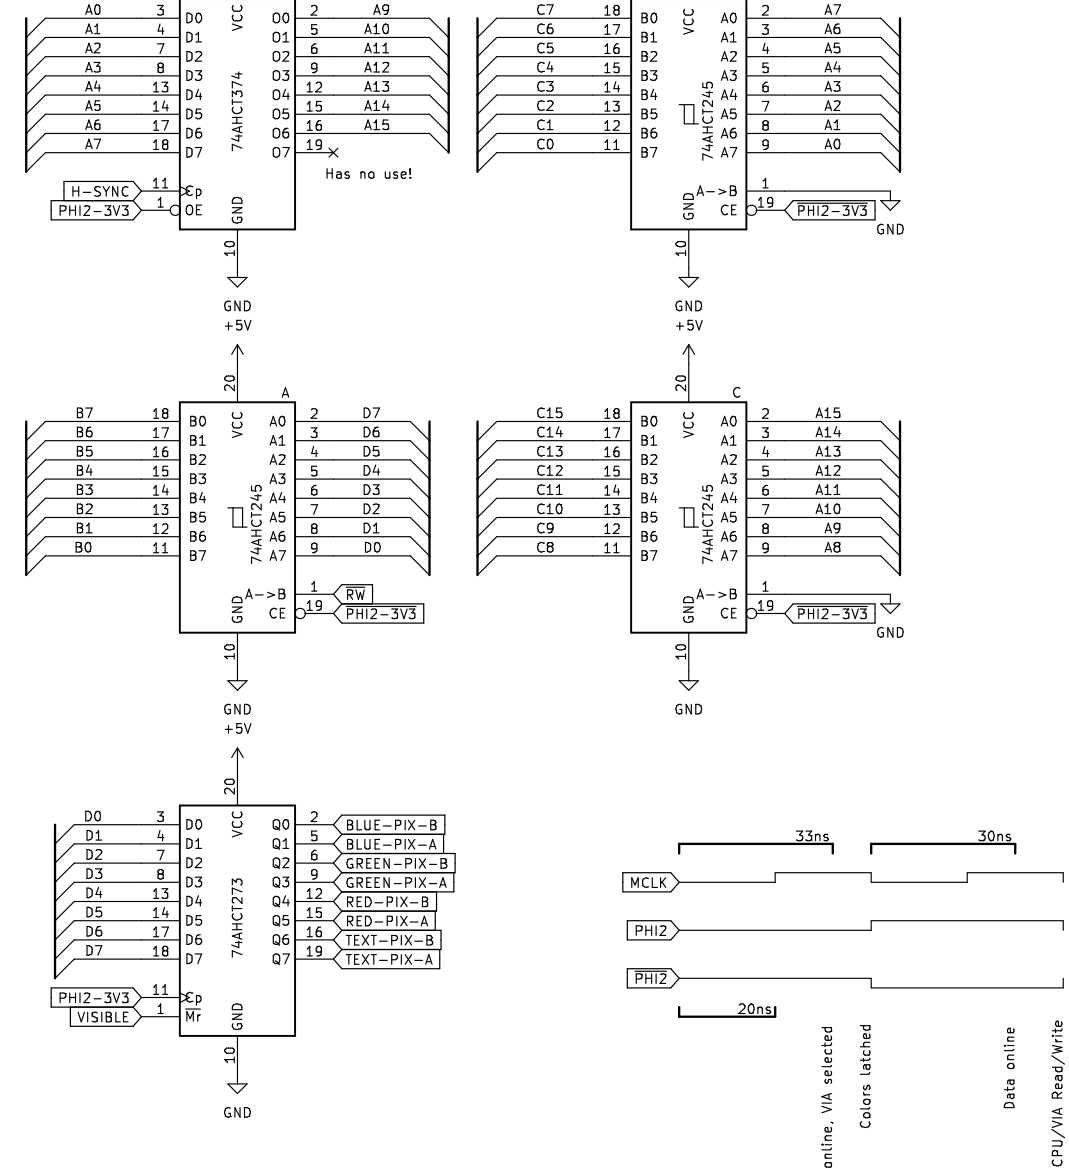 A0 3 D0 VCC O0 2 A9
A1 4 D1 O1 5 A10
A2 7 D2 O2 6 A11
A3 8 D3 O3 9 A12
A4 13 D4 O4 12 A13
A5 14 D5 O5 15 A14
A6 17 D6 O6 16 A15
A7 18 D7 O7 19
74AHCT374
Has no use!
H-SYNC 11 Cp
PHI2-3V3 1 OE
GND
10
GND
C7 18 B0 VCC A0 2 A7
C6 17 B1 A1 3 A6
C5 16 B2 A2 4 A5
C4 15 B3 A3 5 A4
C3 14 B4 A4 6 A3
C2 13 B5 A5 7 A2
C1 12 B6 A6 8 A1
C0 11 B7 A7 9 A0
74AHCT245
A->B 1
GND
CE 19 PHI2-3V3
GND
10
GND
+5V
20
A
B7 18 B0 VCC A0 2 D7
B6 17 B1 A1 3 D6
B5 16 B2 A2 4 D5
B4 15 B3 A3 5 D4
B3 14 B4 A4 6 D3
B2 13 B5 A5 7 D2
B1 12 B6 A6 8 D1
B0 11 B7 A7 9 D0
74AHCT245
A->B 1 RW
GND
CE 19 PHI2-3V3
10
GND
+5V
20
C
C15 18 B0 VCC A0 2 A15
C14 17 B1 A1 3 A14
C13 16 B2 A2 4 A13
C12 15 B3 A3 5 A12
C11 14 B4 A4 6 A11
C10 13 B5 A5 7 A10
C9 12 B6 A6 8 A9
C8 11 B7 A7 9 A8
74AHCT245
A->B 1
GND
CE 19 PHI2-3V3
GND
10
GND
+5V
20
D0 3 D0 VCC Q0 2 BLUE-PIX-B
D1 4 D1 Q1 5 BLUE-PIX-A
D2 7 D2 Q2 6 GREEN-PIX-B
D3 8 D3 Q3 9 GREEN-PIX-A
D4 13 D4 Q4 12 RED-PIX-B
D5 14 D5 Q5 15 RED-PIX-A
D6 17 D6 Q6 16 TEXT-PIX-B
D7 18 D7 Q7 19 TEXT-PIX-A
74AHCT273
PHI2-3V3 11 Cp
VISIBLE 1 Mr
GND
10
GND
33ns 30ns
MCLK
PHI2
PHI2
20ns
online, VIA selected
Colors latched
Data online
CPU/VIA Read/Write